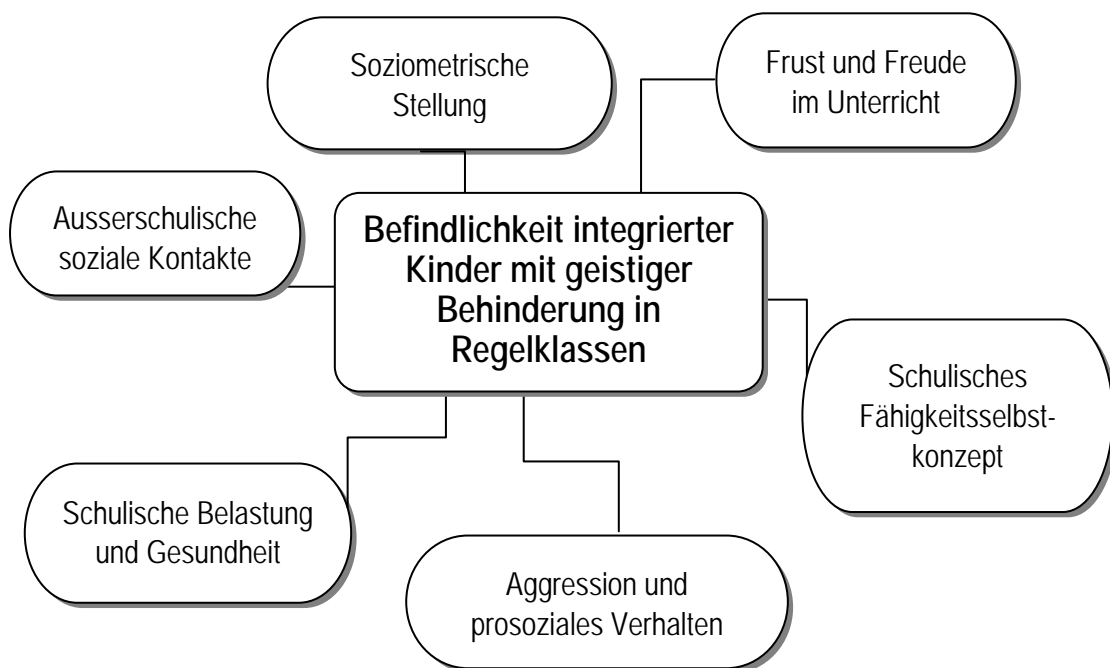 Soziometrische
Stellung
Frust und Freude
im Unterricht
Ausserschulische
soziale Kontakte
Befindlichkeit integrierter
Kinder mit geistiger
Behinderung in
Regelklassen
Schulisches
Fähigkeitsselbst-
konzept
Schulische Belastung
und Gesundheit
Aggression und
prosoziales Verhalten